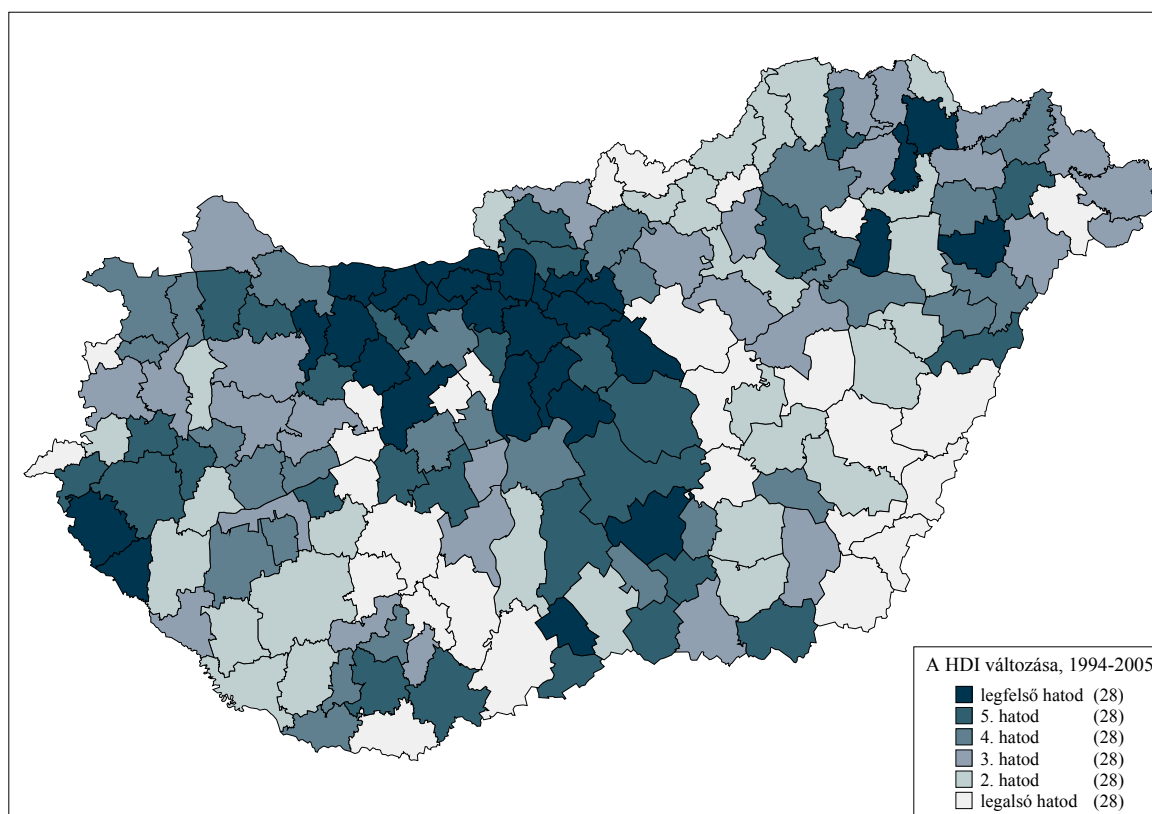 A HDI változása, 1994-2005
legfelső hatod (28)
5. hatod (28)
4. hatod (28)
3. hatod (28)
2. hatod (28)
legalsó hatod (28)